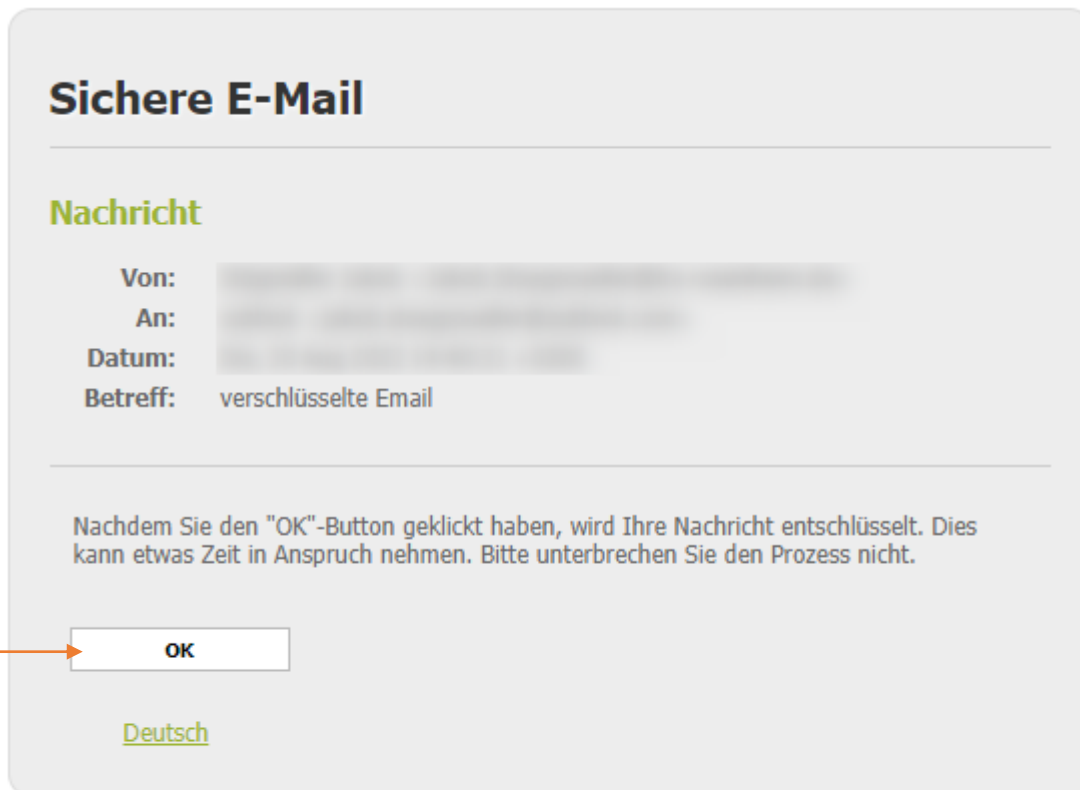 Sichere E-Mail
Nachricht
Von:
An:
Datum:
Betreff: verschlüsselte Email
Nachdem Sie den "OK"-Button geklickt haben, wird Ihre Nachricht entschlüsselt. Dies
kann etwas Zeit in Anspruch nehmen. Bitte unterbrechen Sie den Prozess nicht.
OK
Deutsch